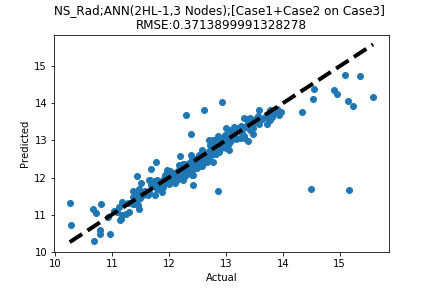 NS_Rad;ANN(2HL-1,3 Nodes);[Case1+Case2 on Case3]
RMSE:0.3713899991328278
15
14
13
12
11
10
Predicted
10 11 12 13 14 15
Actual